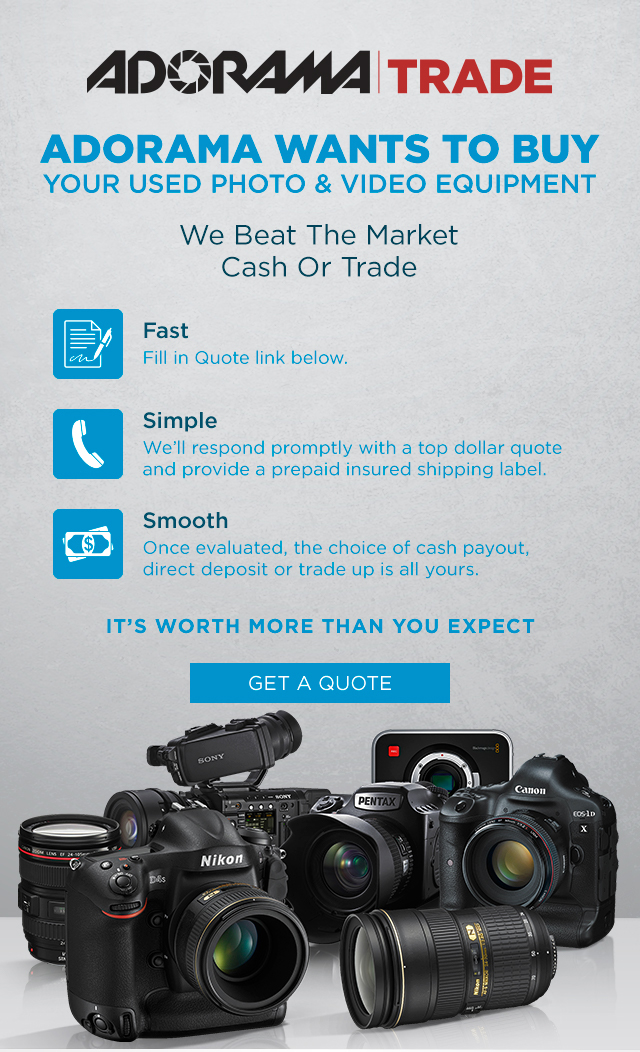 ADORAMA TRADE
ADORAMA WANTS TO BUY
YOUR USED PHOTO & VIDEO EQUIPMENT
We Beat The Market
Cash Or Trade
Fast
Fill in Quote link below.
Simple
We'll respond promptly with a top dollar quote
and provide a prepaid insured shipping label.
Smooth
Once evaluated, the choice of cash payout,
direct deposit or trade up is all yours.
IT'S WORTH MORE THAN YOU EXPECT
GET A QUOTE
SONY
SONY
PENTAX
Canon
EOS-1D
X
Nikon
D4s
Nikon